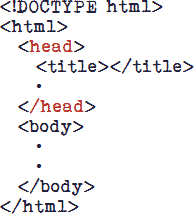 <!DOCTYPE html>
<html>
<head>
<title></title>
.
</head>
<body>
.
.
</body>
</html>